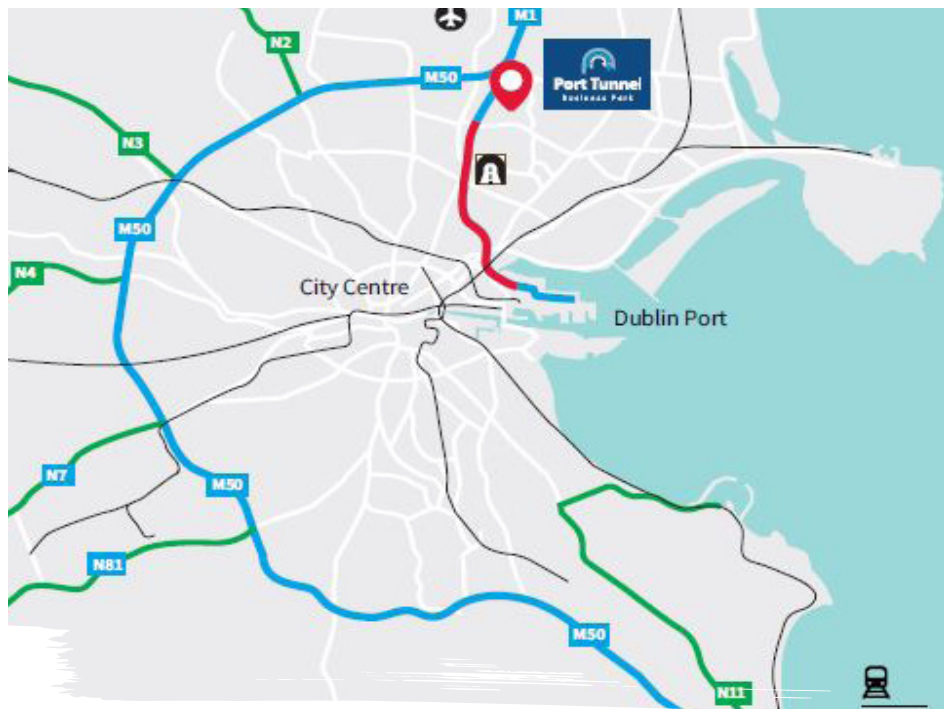 M1
N2
M50
Port Tunnel
Business Park
N3
M50
N4
City Centre
Dublin Port
N7
M50
N81
M50
N11